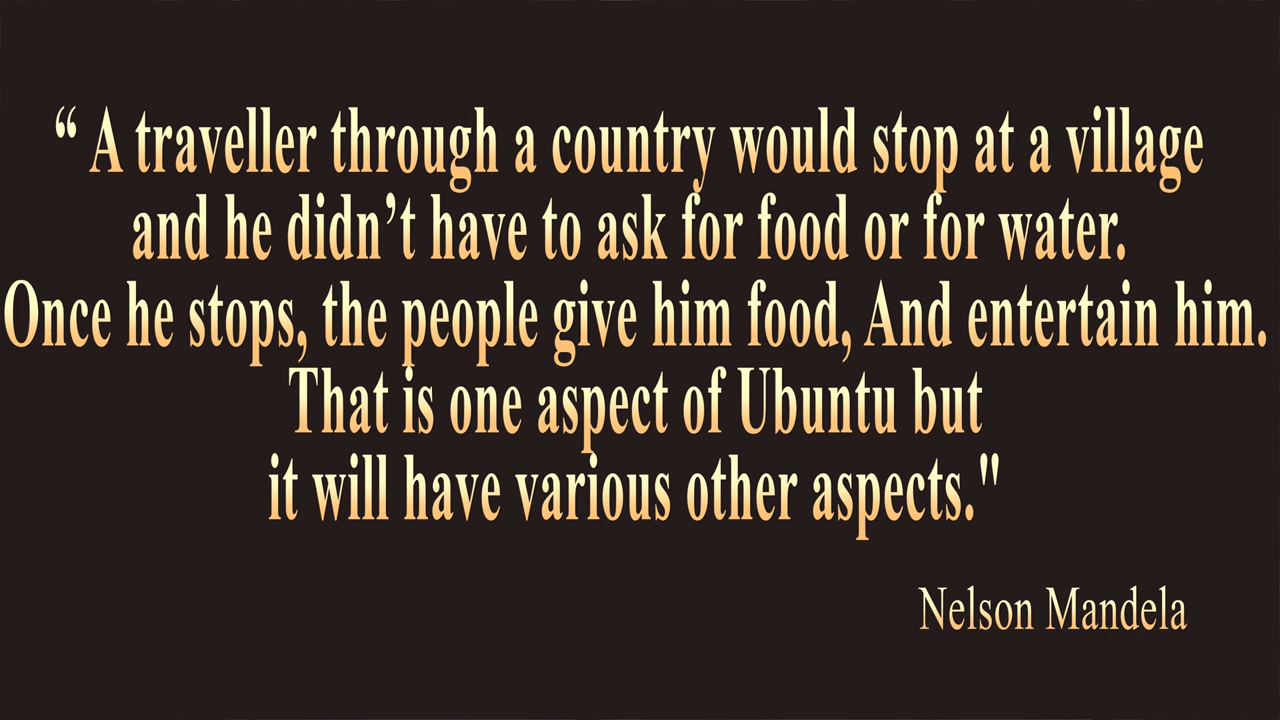 “ A traveller through a country would stop at a village
and he didn’t have to ask for food or for water.
Once he stops, the people give him food, And entertain him.
That is one aspect of Ubuntu but
it will have various other aspects."
Nelson Mandela